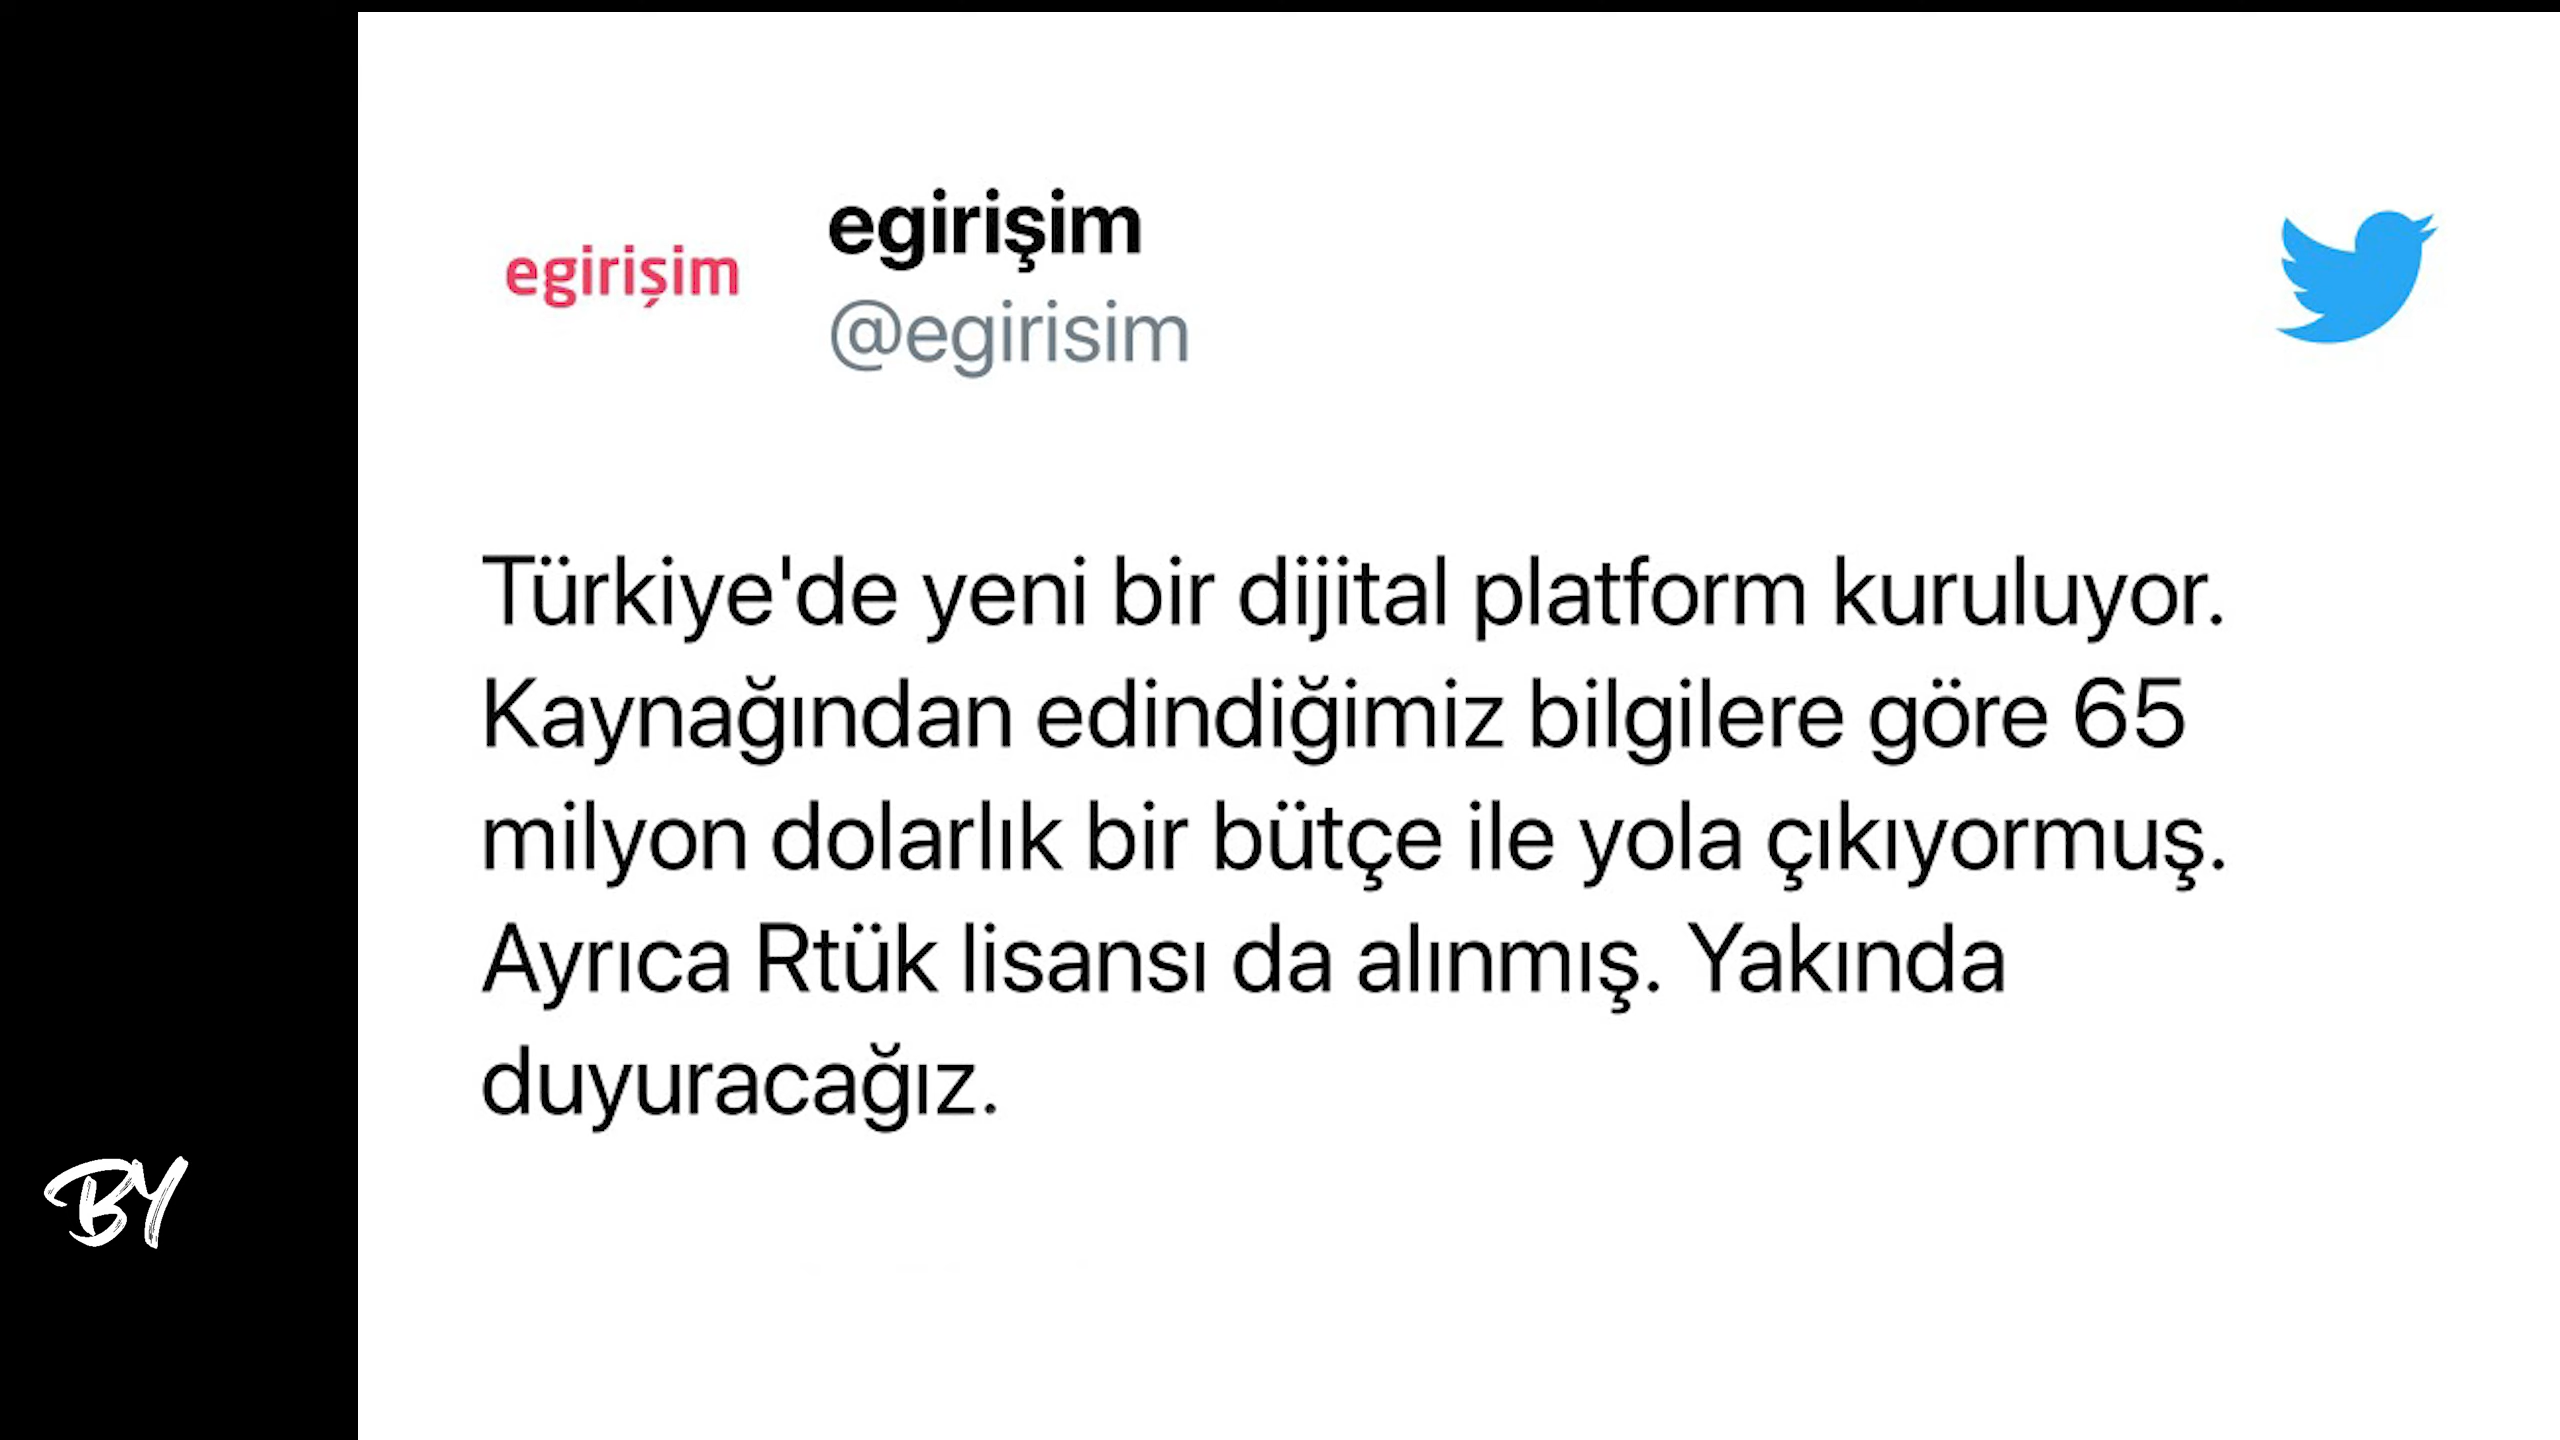 egirişim
egirişim
@egirisim
Türkiye'de yeni bir dijital platform kuruluyor.
Kaynağından edindiğimiz bilgilere göre 65
milyon dolarlık bir bütçe ile yola çıkıyormuş.
Ayrıca Rtük lisansı da alınmış. Yakında
duyuracağız.
BY